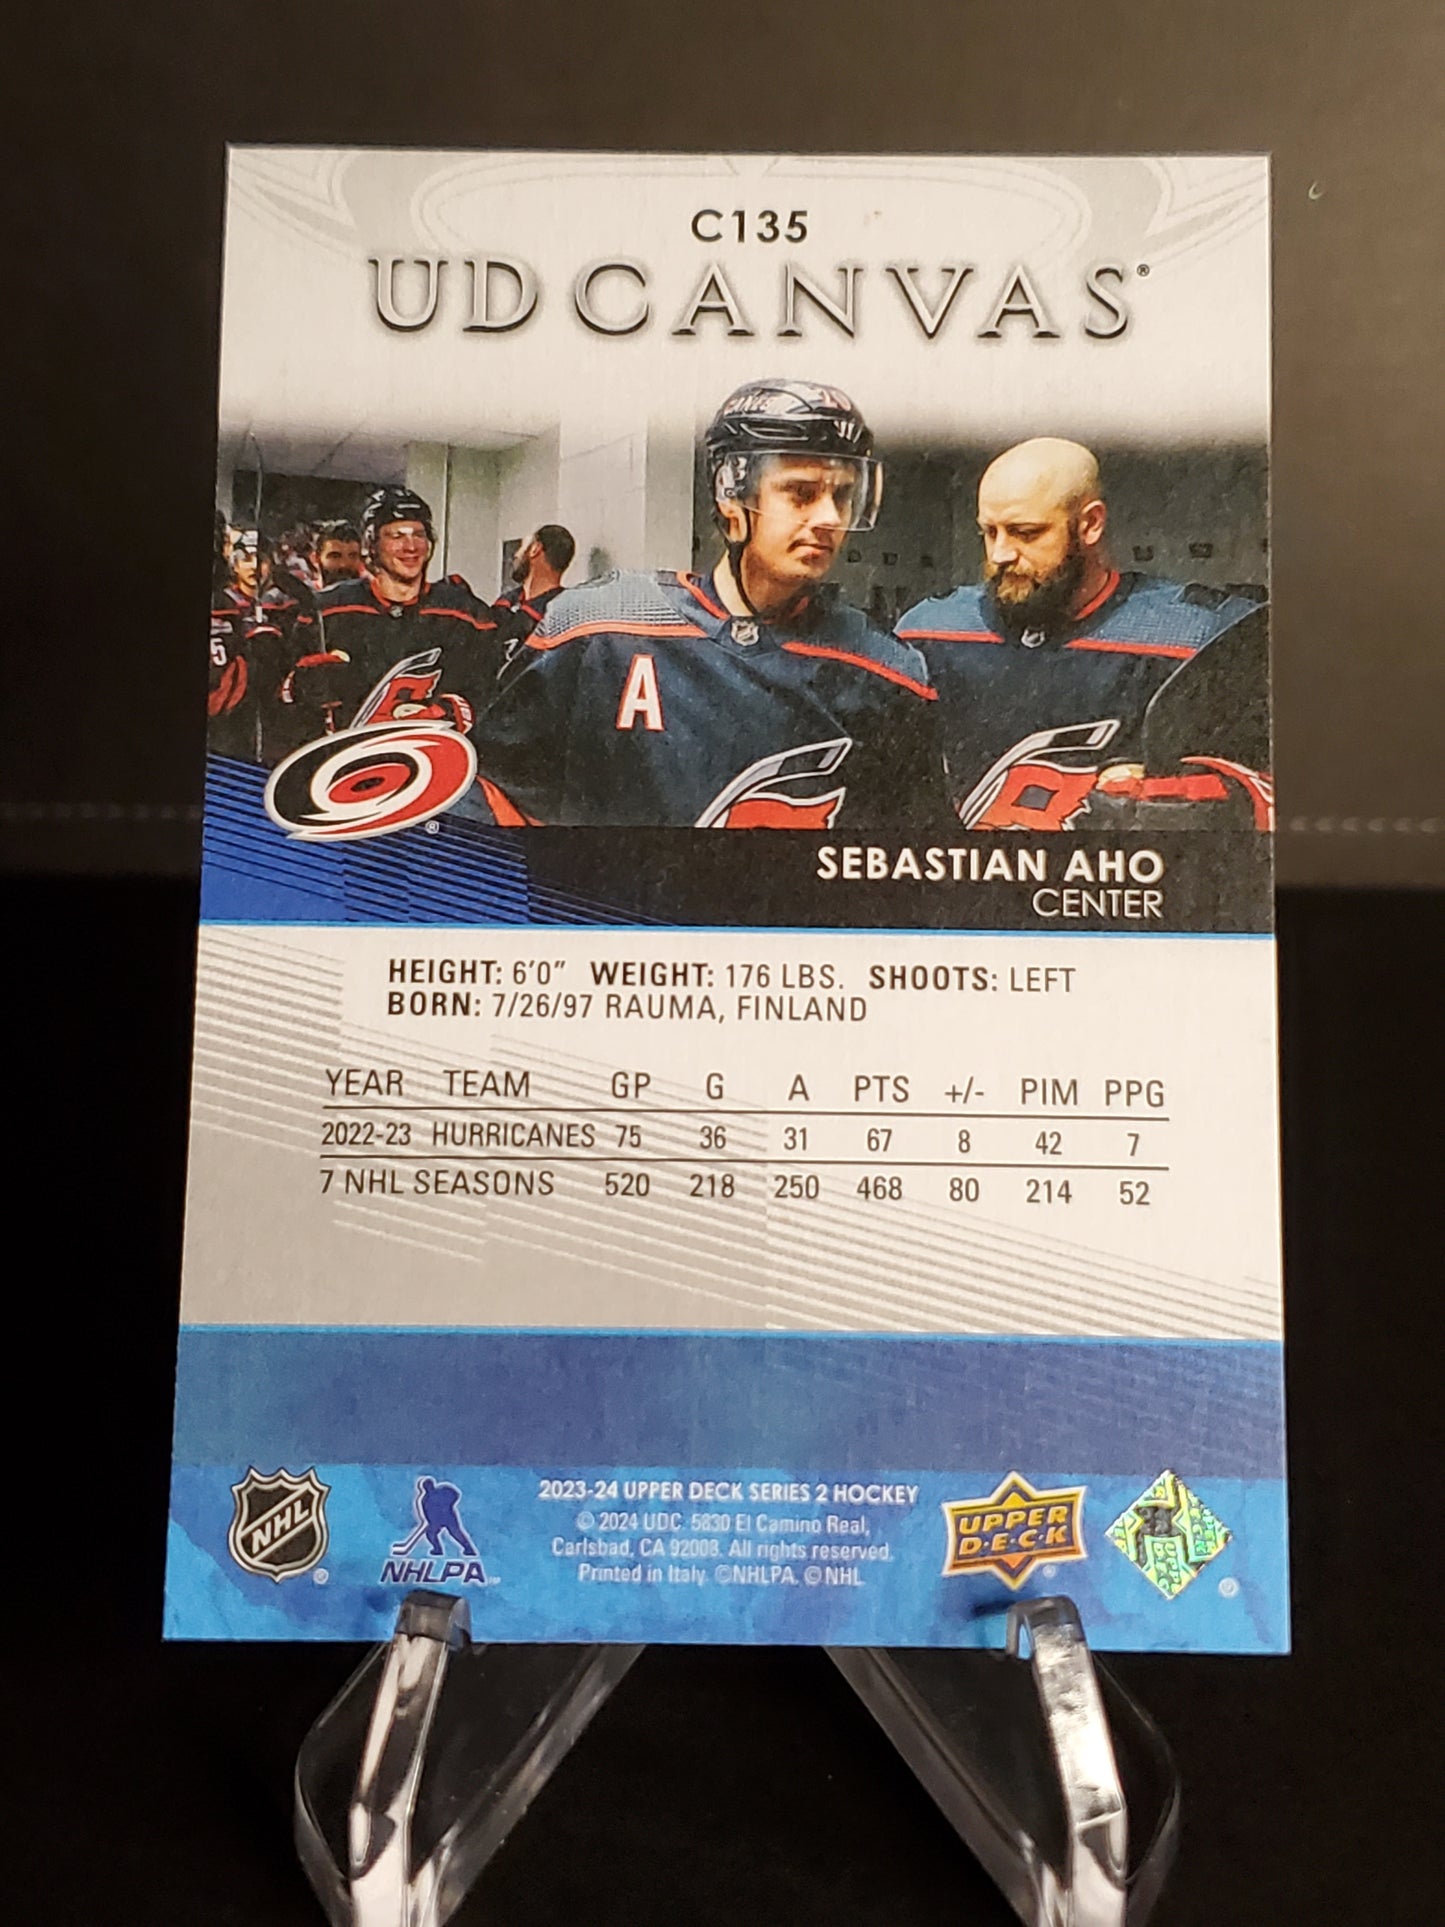 C135
UD CANVAS®
A
5
SEBASTIAN AHO
CENTER
HEIGHT: 6'0" WEIGHT: 176 LBS. SHOOTS: LEFT
BORN: 7/26/97 RAUMA, FINLAND
YEAR TEAM GP G A PTS +/- PIM PPG
2022-23 HURRICANES 75 36 31 67 8 42 7
7 NHL SEASONS 520 218 250 468 80 214 52
NHL
NHLPA
2023-24 UPPER DECK SERIES 2 HOCKEY
© 2024 UDC. 5830 El Camino Real,
Carlsbad, CA 92008. All rights reserved.
Printed in Italy. ©NHLPA. ©NHL
UPPER
D·E·C·K